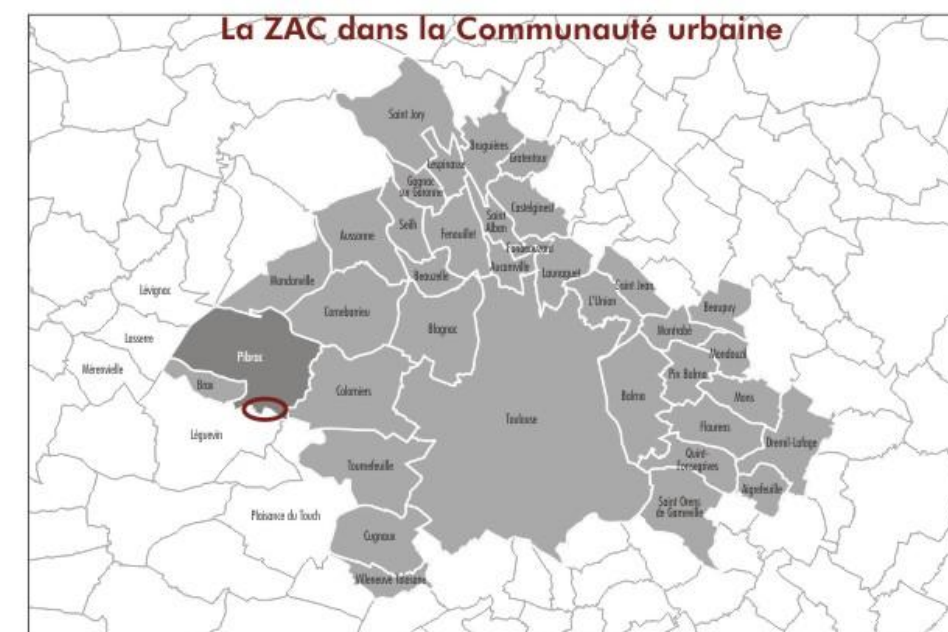 La ZAC dans la Communauté urbaine
Saint Jory
Bruguières
Gratentour
Lespinasse
Gagnac
sur Garonne
Castelginest
Saint
Alban
Seilh
Fenouillet
Aussonne
Fonbeauzard
Aucamville
Launaguet
Beauzelle
Mondonville
Saint Jean
L'Union
Beaupuy
Lévignac
Cornebarrieu
Blagnac
Montrabé
Lasserre
Mondouzil
Pibrac
Mérenvielle
Pin Balma
Brax
Colomiers
Balma
Mons
Toulouse
Flourens
Léguevin
Dremil-Lafage
Quint-
Fonsegrives
Tournefeuille
Aigrefeuille
Saint Orens
de Gameville
Plaisance du Touch
Cugnaux
Villeneuve Tolosane